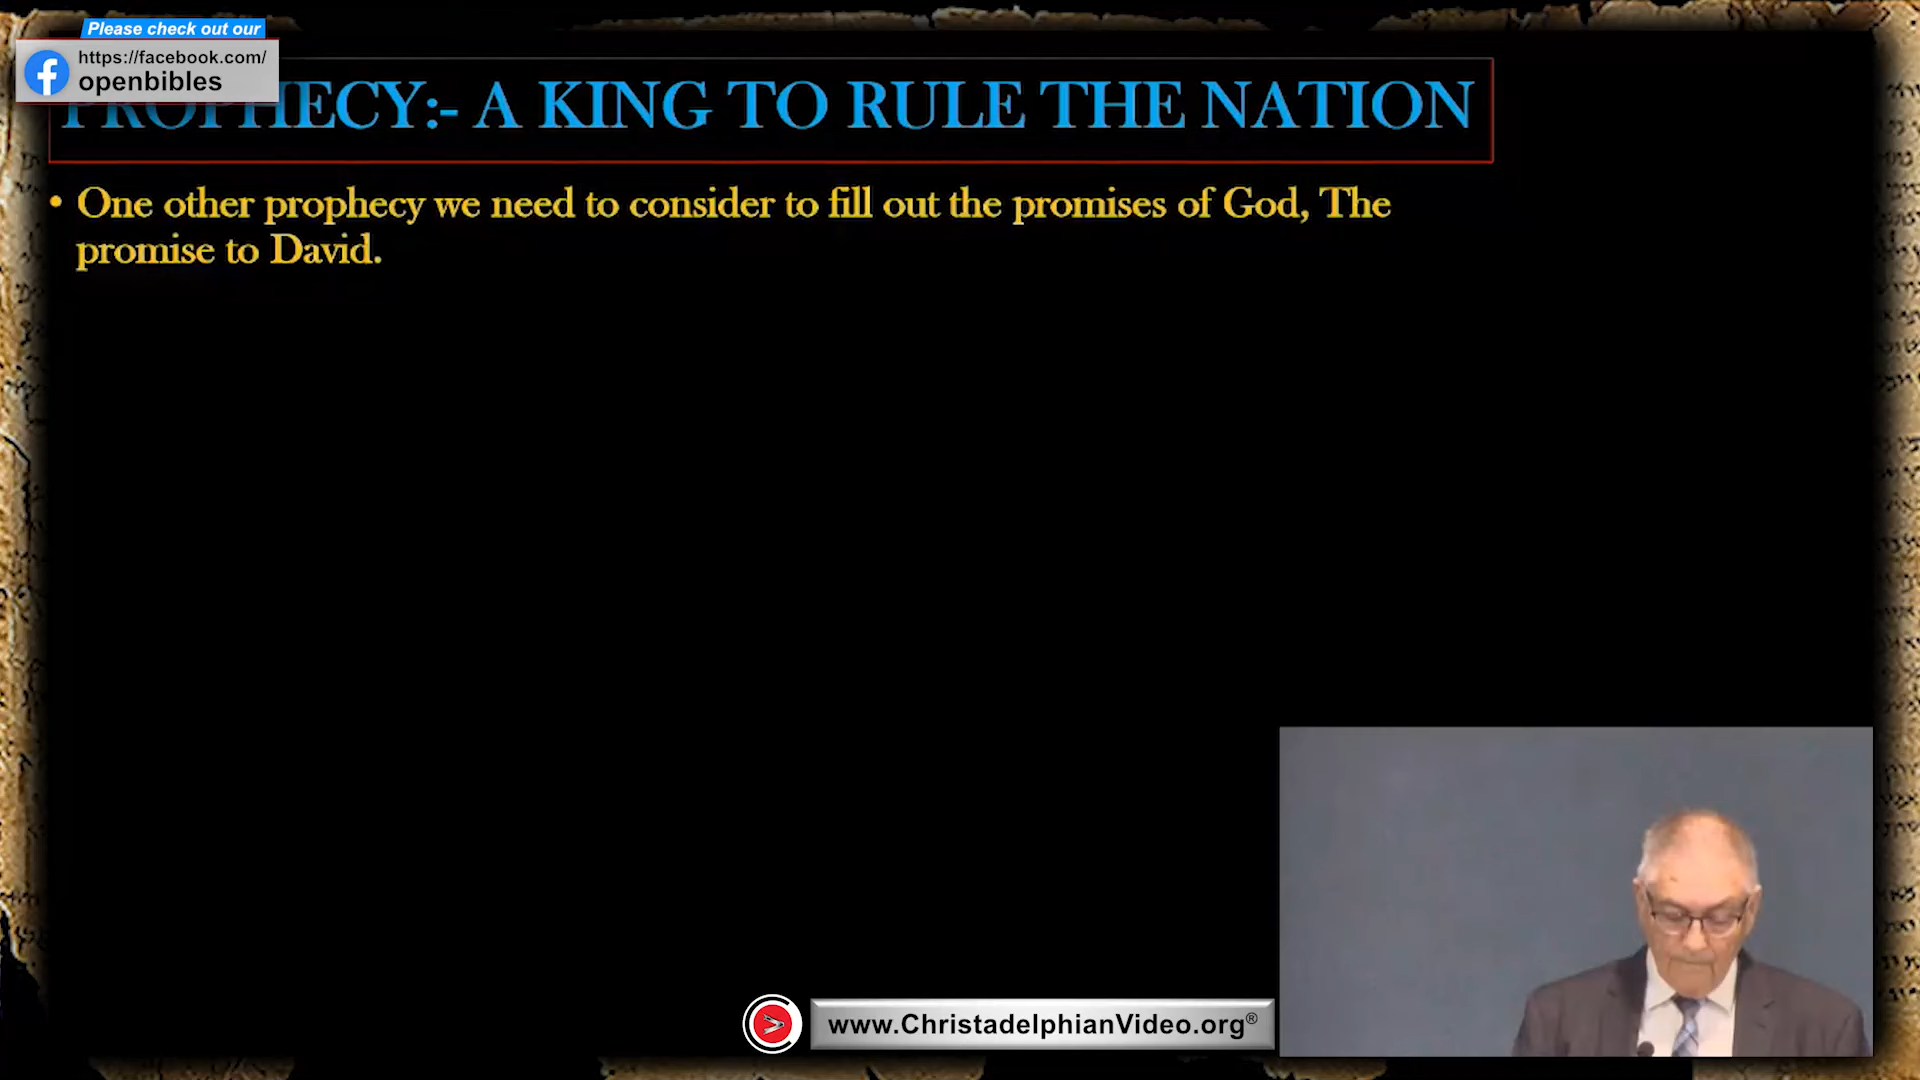 Please check out our
https://facebook.com/
openbibles
PROPHECY:- A KING TO RULE THE NATION
• One other prophecy we need to consider to fill out the promises of God, The
promise to David.
www.ChristadelphianVideo.org®